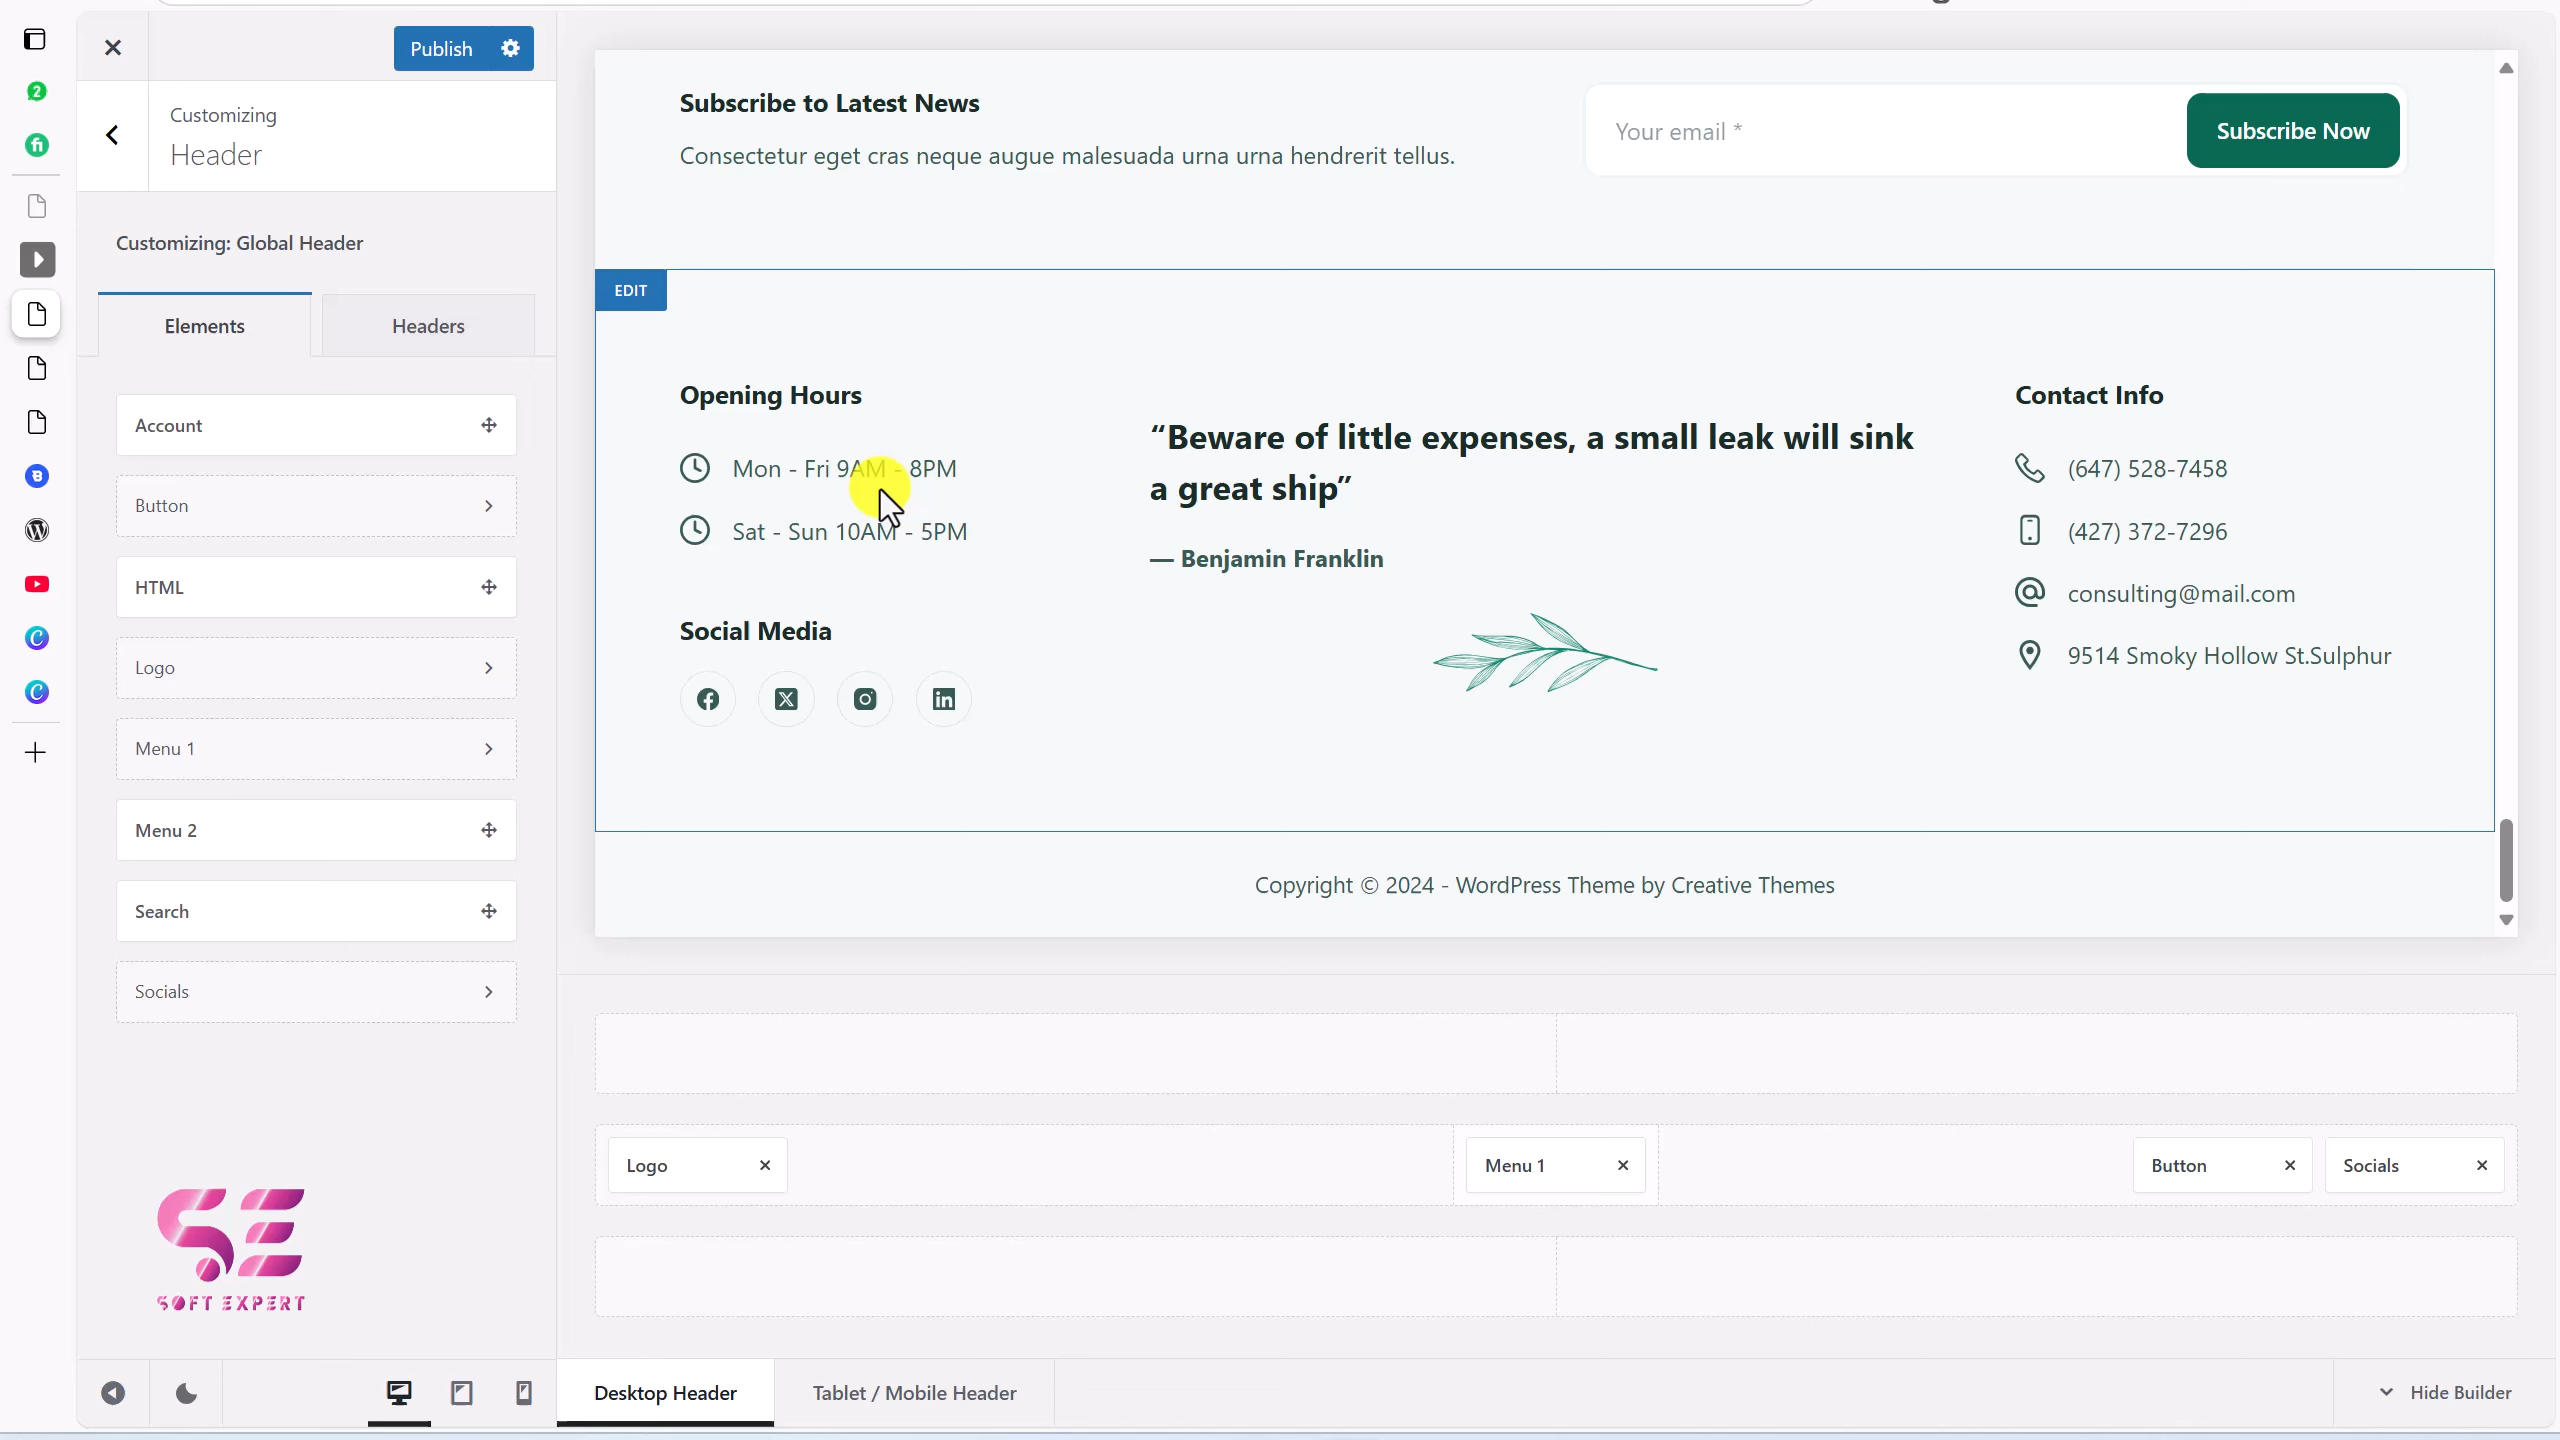 Publish
2
Customizing
Header
Customizing: Global Header
Elements
Headers
Account
Button
HTML
Logo
Menu 1
Menu 2
Search
Socials
SOFT EXPERT
Subscribe to Latest News
Consectetur eget cras neque augue malesuada urna urna hendrerit tellus.
Your email *
Subscribe Now
EDIT
Opening Hours
Mon - Fri 9AM - 8PM
Sat - Sun 10AM - 5PM
Social Media
“Beware of little expenses, a small leak will sink
a great ship”
— Benjamin Franklin
Contact Info
(647) 528-7458
(427) 372-7296
consulting@mail.com
9514 Smoky Hollow St.Sulphur
Copyright © 2024 - WordPress Theme by Creative Themes
Logo
Menu 1
Button
Socials
Desktop Header
Tablet / Mobile Header
Hide Builder